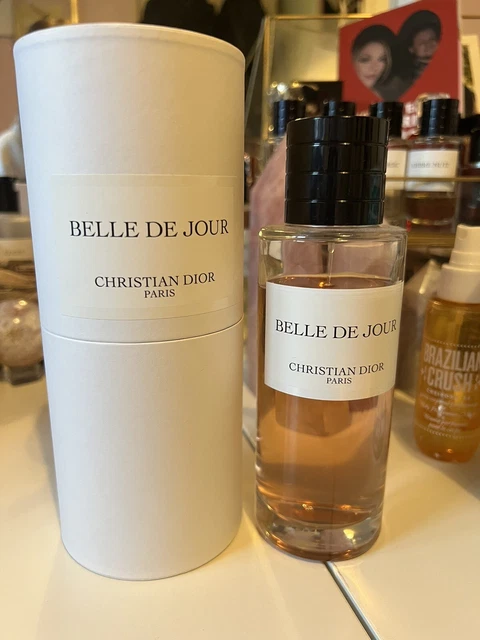 BELLE DE JOUR
CHRISTIAN DIOR
PARIS
BELLE DE JOUR
CHRISTIAN DIOR
PARIS
BRAZILIAN
CRUSH